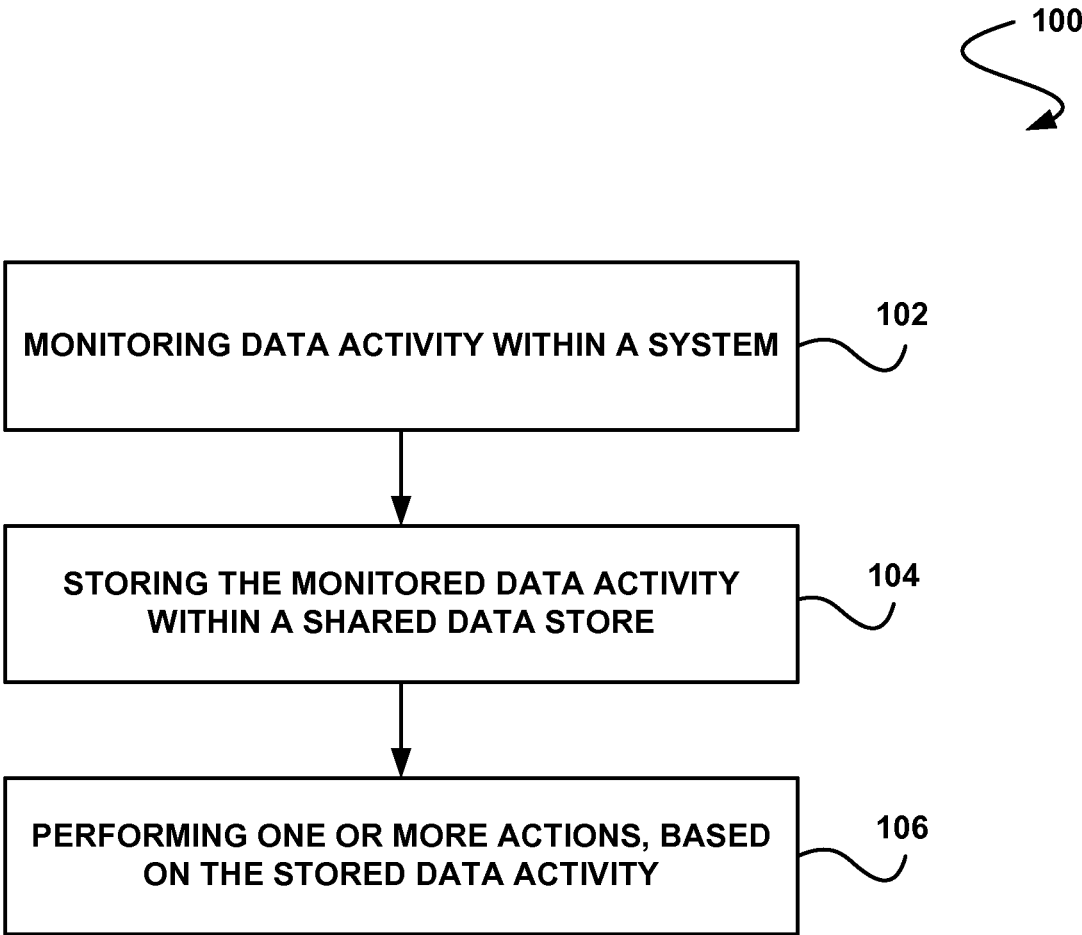 100
MONITORING DATA ACTIVITY WITHIN A SYSTEM
102
STORING THE MONITORED DATA ACTIVITY
WITHIN A SHARED DATA STORE
104
PERFORMING ONE OR MORE ACTIONS, BASED
ON THE STORED DATA ACTIVITY
106